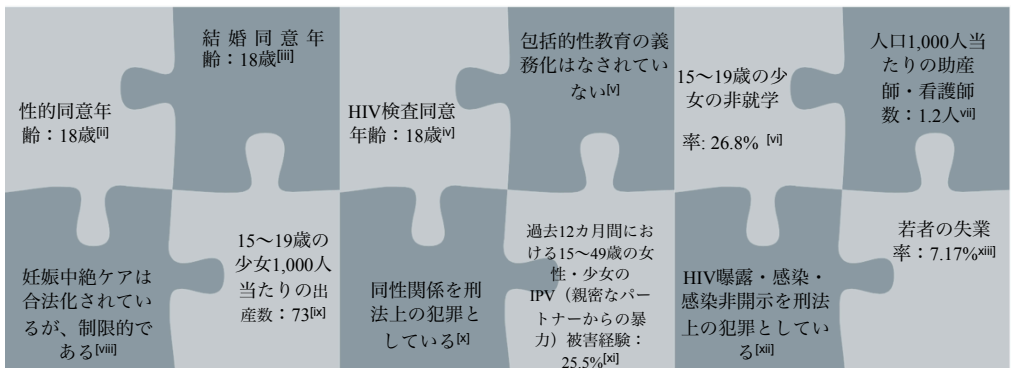 性的同意年
齢：18歳[ii]
結婚同意年
齢：18歳[iii]
HIV検査同意
年齢：18歳iv]
包括的性教育の義
務化はなされてい
ない[v]
15～19歳の少
女の非就学
率: 26.8% [vi]
人口1,000人当
たりの助産
師・看護師
数：1.2人vii]
妊娠中絶ケアは
合法化されてい
るが、制限的で
ある[viii]
15～19歳の
少女1,000人
当たりの出
産数：73[ix]
同性関係を刑
法上の犯罪と
している[x]
過去12カ月間にお
ける15～49歳の女
性・少女の
IPV（親密なパー
トナーからの暴
力）被害経験：
25.5%[xi]
HIV曝露・感染・
感染非開示を刑法
上の犯罪としてい
る[xii]
若者の失業
率：7.17%xiii]